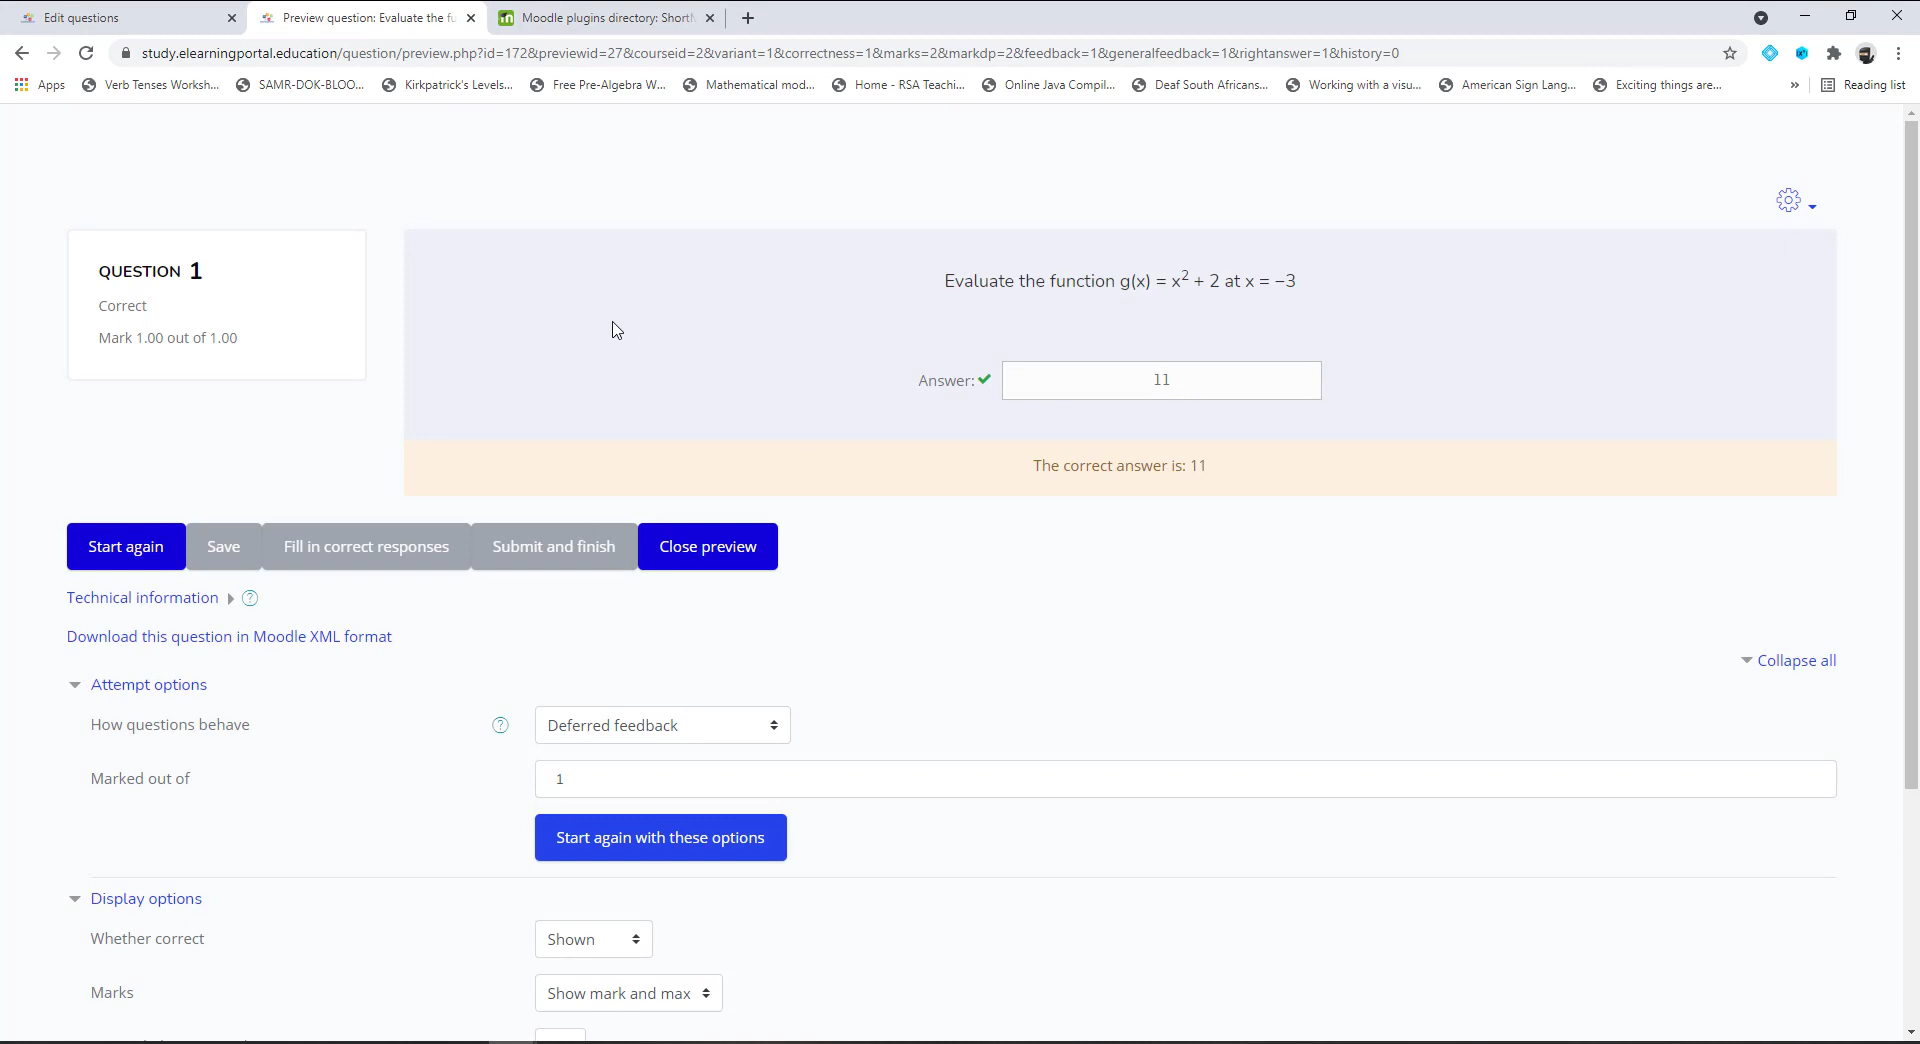 Edit questions
Preview question: Evaluate the fu
Moodle plugins directory: ShortM
study.elearningportal.education/question/preview.php?id=172&previewid=27&courseid=2&variant=1&correctness=1&marks=2&markdp=2&feedback=1&generalfeedback=1&rightanswer=1&history=0
Apps
Verb Tenses Worksh...
SAMR-DOK-BLOO...
Kirkpatrick's Levels...
Free Pre-Algebra W...
Mathematical mod...
Home - RSA Teachi...
Online Java Compil...
Deaf South Africans...
Working with a visu...
American Sign Lang...
Exciting things are...
»
Reading list
QUESTION 1
Correct
Mark 1.00 out of 1.00
Evaluate the function g(x) = x² + 2 at x = −3
Answer: 11
The correct answer is: 11
Start again
Save
Fill in correct responses
Submit and finish
Close preview
Technical information
Download this question in Moodle XML format
Collapse all
Attempt options
How questions behave
Deferred feedback
Marked out of
1
Start again with these options
Display options
Whether correct
Shown
Marks
Show mark and max